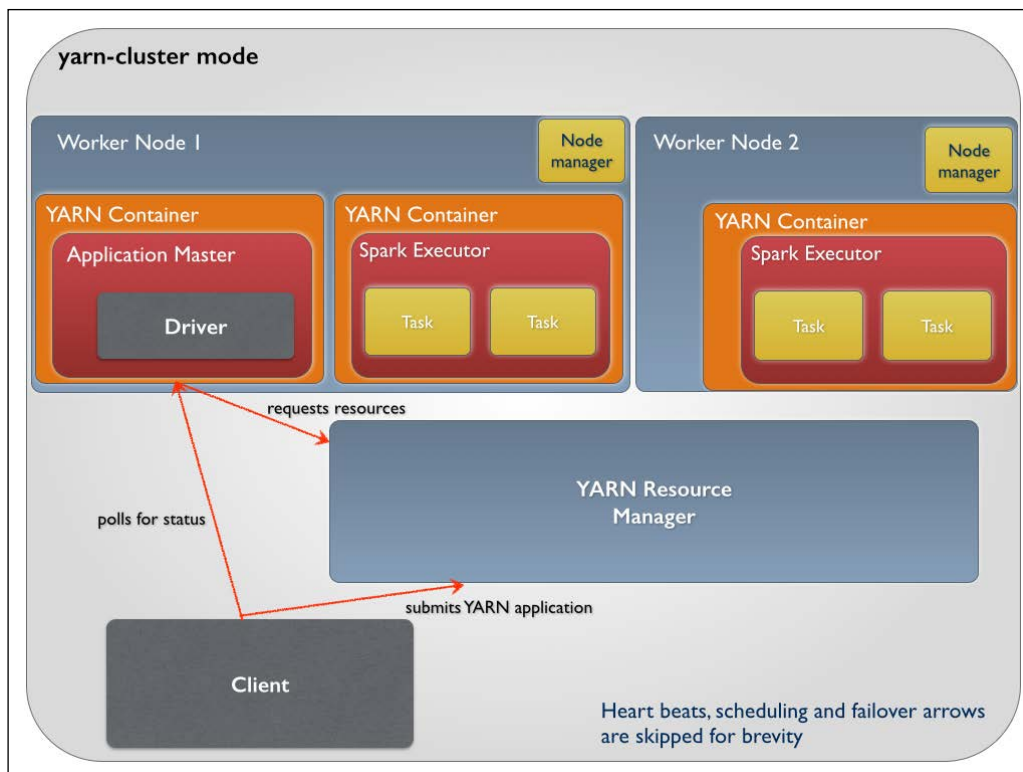 yarn-cluster mode
Worker Node 1
Node
manager
Worker Node 2
Node
manager
YARN Container
Application Master
Driver
YARN Container
Spark Executor
Task
Task
YARN Container
Spark Executor
Task
Task
requests resources
YARN Resource
Manager
polls for status
submits YARN application
Client
Heart beats, scheduling and failover arrows
are skipped for brevity